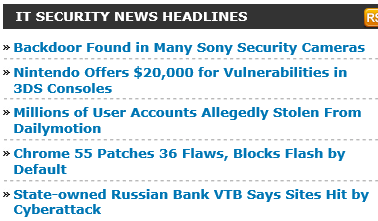 IT SECURITY NEWS HEADLINES
» Backdoor Found in Many Sony Security Cameras
» Nintendo Offers $20,000 for Vulnerabilities in
3DS Consoles
» Millions of User Accounts Allegedly Stolen From
Dailymotion
» Chrome 55 Patches 36 Flaws, Blocks Flash by
Default
» State-owned Russian Bank VTB Says Sites Hit by
Cyberattack